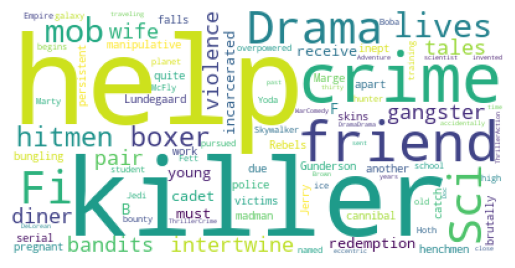 Empire galaxy traveling
mob wife falls Drama Boba lives
begins persistent manipulative planet overpowered inept Adventure scientist invented
quite violence incarcerated receive tales
Marty McFly Lundegaard Yoda Marge apart past training
help crime
hitmen boxer Skywalker F skins hunter gangster time
WarComedy thirty accidentally
bungling work pursued Rebels DramaDrama sent ThrillerAction
pair Fett due Gunderson another friend
Fi killer Sci
student young cadet police ice school high
diner Jedi must B victims Jerry old catch brutally
bounty madman cannibal Brown years Doc
serial ThrillerCrime Hoth redemption
pregnant bandits intertwine henchmen
DeLorean named eccentric close